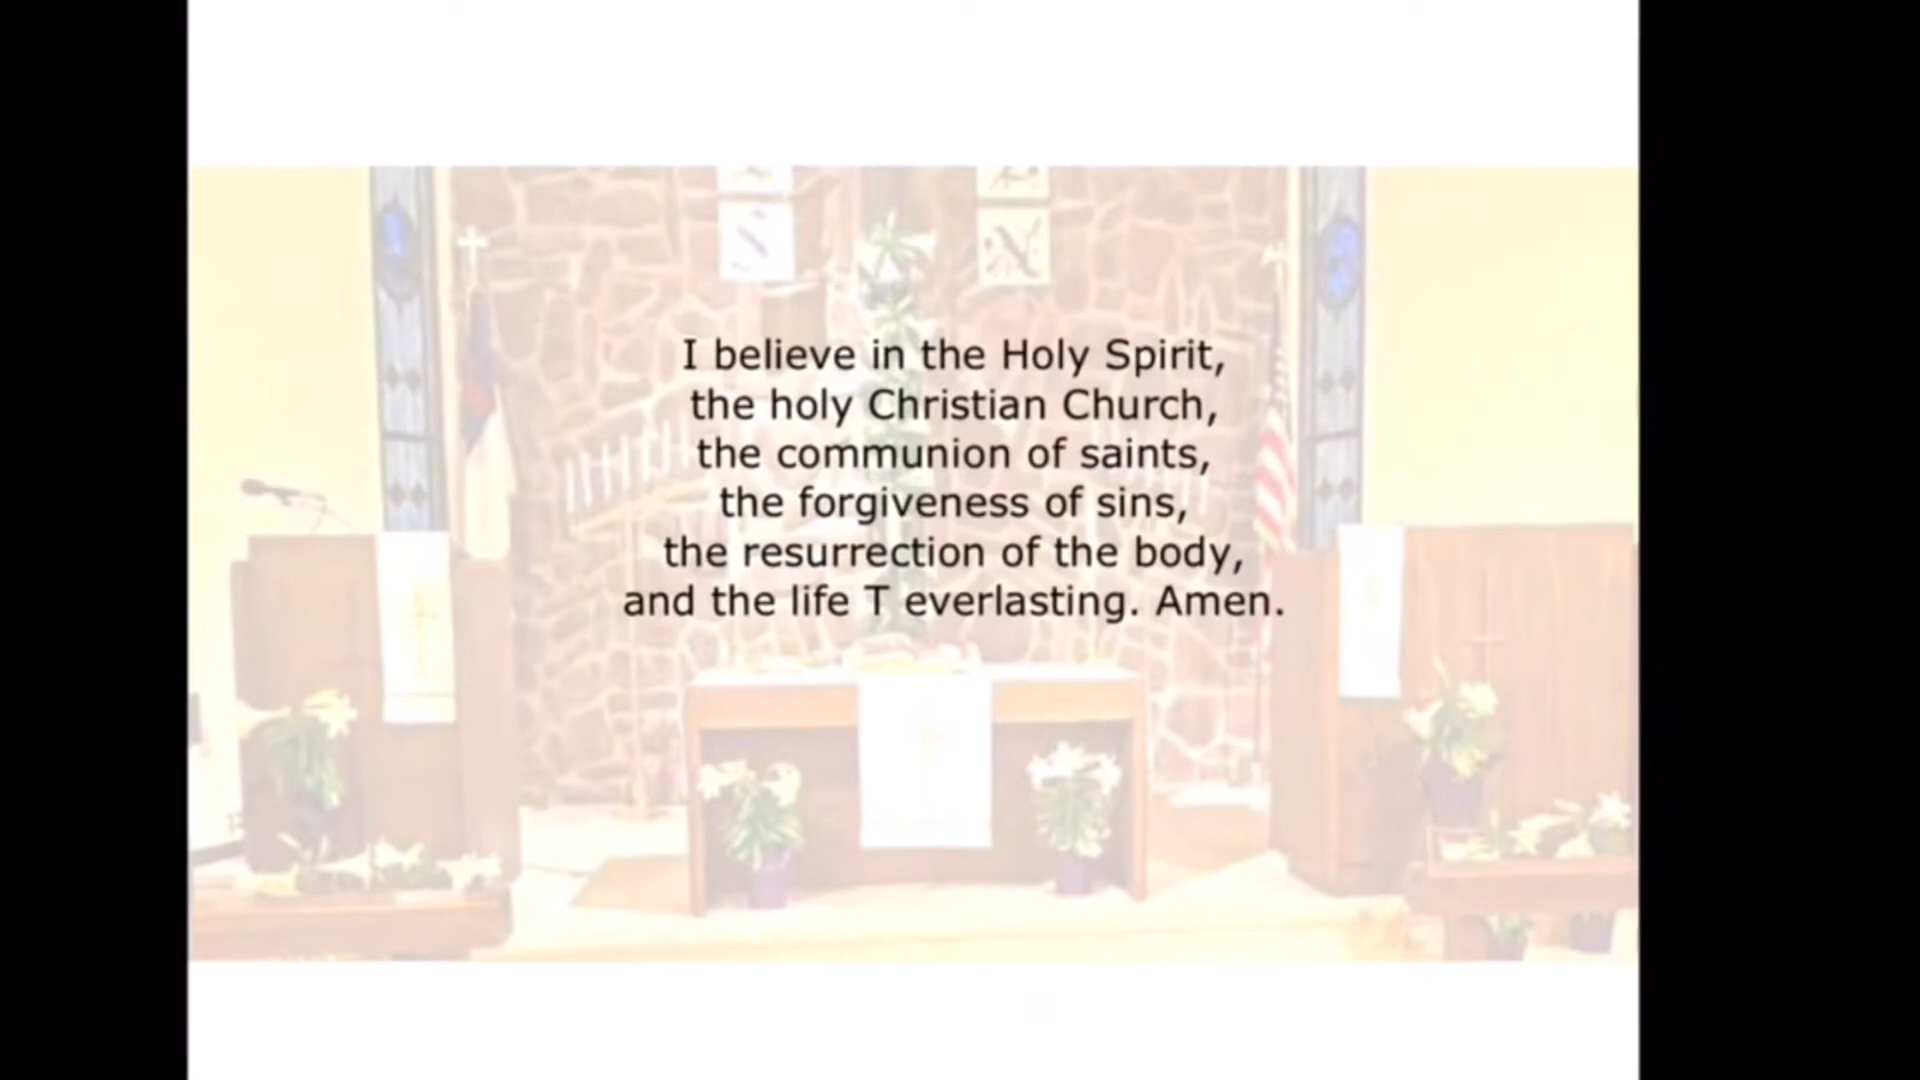 S
N
I believe in the Holy Spirit,
the holy Christian Church,
the communion of saints,
the forgiveness of sins,
the resurrection of the body,
and the life T everlasting. Amen.